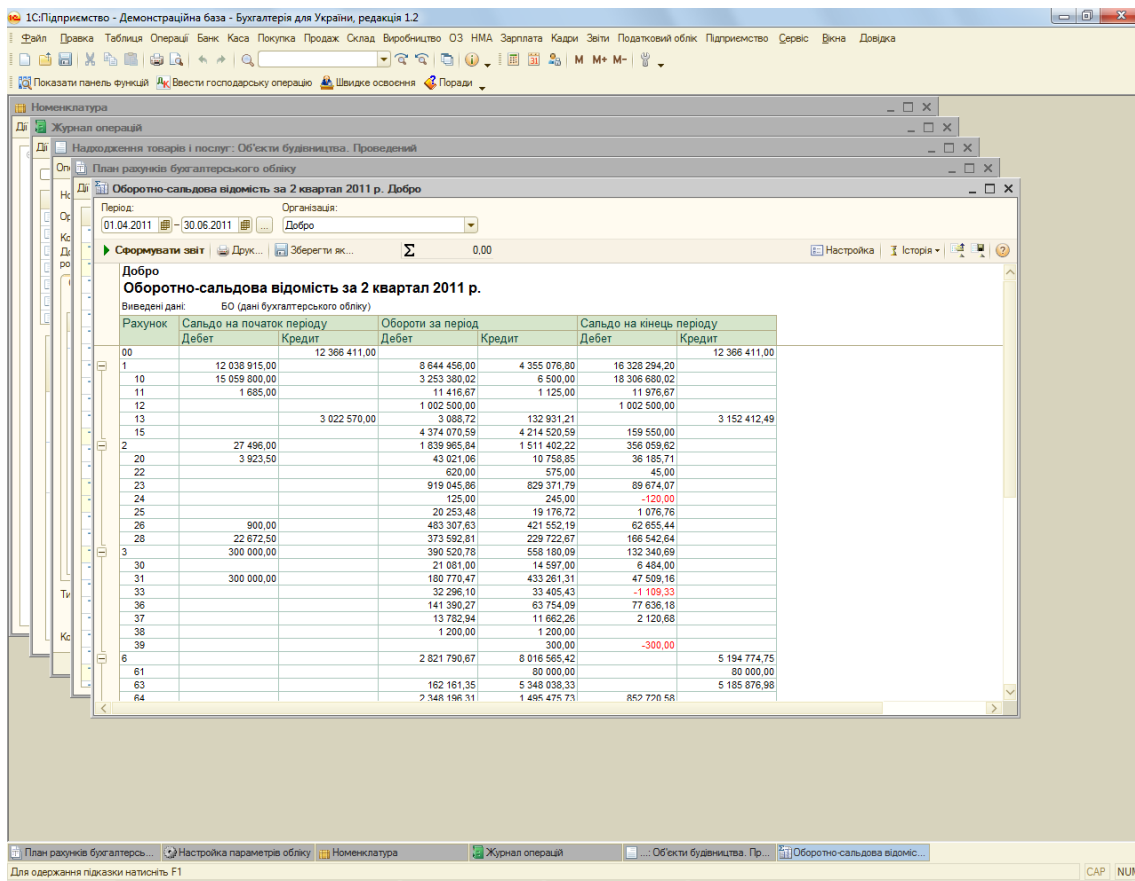 1С:Підприємство - Демонстраційна база - Бухгалтерія для України, редакція 1.2
Файл Правка Таблиця Операції Банк Каса Покупка Продаж Склад Виробництво ОЗ НМА Зарплата Кадри Звіти Податковий облік Підприємство Сервіс Вікна Довідка
M M+ M-
Показати панель функцій Ввести господарську операцію Швидке освоєння Поради
Номенклатура
Дії Журнал операцій
Дії Надходження товарів і послуг: Об'єкти будівництва. Проведений
План рахунків бухгалтерського обліку
Дії Оборотно-сальдова відомість за 2 квартал 2011 р. Добро
Період: Організація:
01.04.2011 – 30.06.2011 ... Добро
Сформувати звіт Друк... Зберегти як... Σ 0,00 Настройка Історія
Добро
Оборотно-сальдова відомість за 2 квартал 2011 р.
Виведені дані: БО (дані бухгалтерського обліку)
Рахунок Сальдо на початок періоду Обороти за період Сальдо на кінець періоду
Дебет Кредит Дебет Кредит Дебет Кредит
00 12 366 411,00 12 366 411,00
1 12 038 915,00 8 644 456,00 4 355 076,80 16 328 294,20
10 15 059 800,00 3 253 380,02 6 500,00 18 306 680,02
11 1 685,00 11 416,67 1 125,00 11 976,67
12 1 002 500,00 1 002 500,00
13 3 022 570,00 3 088,72 132 931,21 3 152 412,49
15 4 374 070,59 4 214 520,59 159 550,00
2 27 496,00 1 839 965,84 1 511 402,22 356 059,62
20 3 923,50 43 021,06 10 758,85 36 185,71
22 620,00 575,00 45,00
23 919 045,86 829 371,79 89 674,07
24 125,00 245,00 -120,00
25 20 253,48 19 176,72 1 076,76
26 900,00 483 307,63 421 552,19 62 655,44
28 22 672,50 373 592,81 229 722,67 166 542,64
3 300 000,00 390 520,78 558 180,09 132 340,69
30 21 081,00 14 597,00 6 484,00
31 300 000,00 180 770,47 433 261,31 47 509,16
33 32 296,10 33 405,43 -1 109,33
36 141 390,27 63 754,09 77 636,18
37 13 782,94 11 662,26 2 120,68
38 1 200,00 1 200,00
39 300,00 -300,00
6 2 821 790,67 8 016 565,42 5 194 774,75
61 80 000,00 80 000,00
63 162 161,35 5 348 038,33 5 185 876,98
64 2 348 196,31 1 495 475,73 852 720,58
План рахунків бухгалтерсь... Настройка параметрів обліку Номенклатура Журнал операцій ...: Об'єкти будівництва. Пр... Оборотно-сальдова відоміс...
Для одержання підказки натисніть F1 CAP NUM